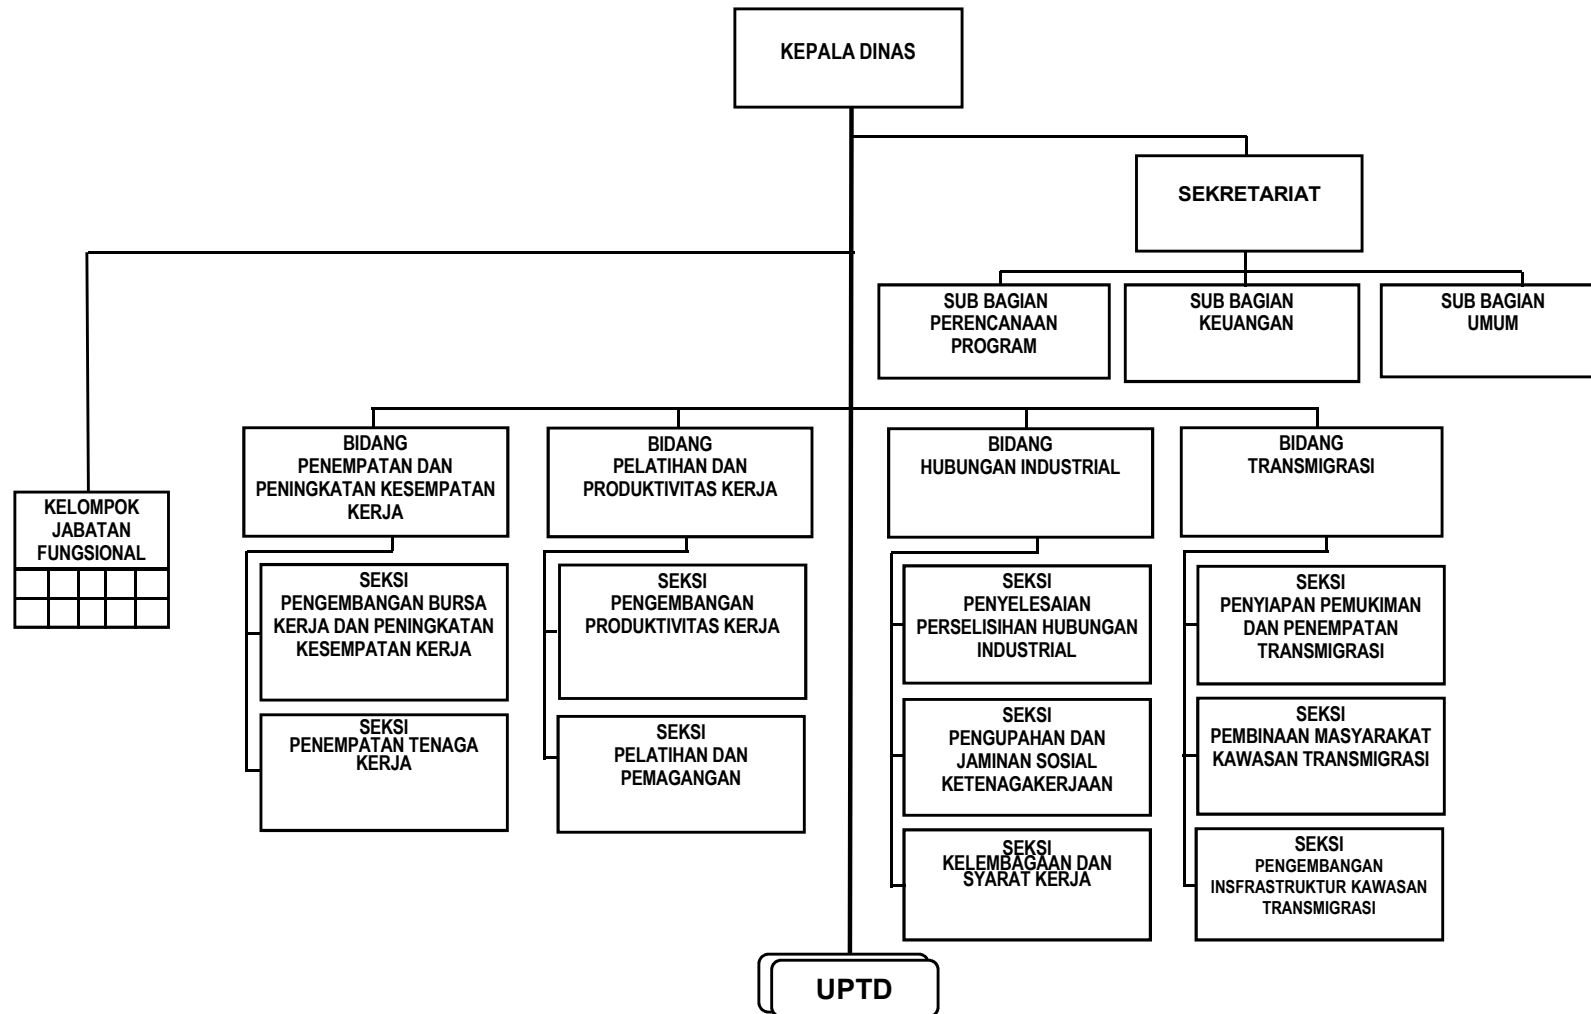 KEPALA DINAS
SEKRETARIAT
SUB BAGIAN
PERENCANAAN
PROGRAM
SUB BAGIAN
KEUANGAN
SUB BAGIAN
UMUM
KELOMPOK
JABATAN
FUNGSIONAL
BIDANG
PENEMPATAN DAN
PENINGKATAN KESEMPATAN
KERJA
BIDANG
PELATIHAN DAN
PRODUKTIVITAS KERJA
BIDANG
HUBUNGAN INDUSTRIAL
BIDANG
TRANSMIGRASI
SEKSI
PENGEMBANGAN BURSA
KERJA DAN PENINGKATAN
KESEMPATAN KERJA
SEKSI
PENEMPATAN TENAGA
KERJA
SEKSI
PENGEMBANGAN
PRODUKTIVITAS KERJA
SEKSI
PELATIHAN DAN
PEMAGANGAN
SEKSI
PENYELESAIAN
PERSELISIHAN HUBUNGAN
INDUSTRIAL
SEKSI
PENGUPAHAN DAN
JAMINAN SOSIAL
KETENAGAKERJAAN
SEKSI
KELEMBAGAAN DAN
SYARAT KERJA
SEKSI
PENYIAPAN PEMUKIMAN
DAN PENEMPATAN
TRANSMIGRASI
SEKSI
PEMBINAAN MASYARAKAT
KAWASAN TRANSMIGRASI
SEKSI
PENGEMBANGAN
INSFRASTRUKTUR KAWASAN
TRANSMIGRASI
UPTD